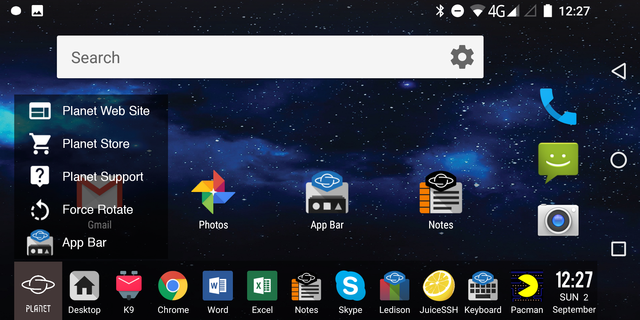 4G 12:27
Search
Planet Web Site
Planet Store
Planet Support
Force Rotate
App Bar
Gmail
Photos
App Bar
Notes
PLANET
Desktop
K9
Chrome
Word
Excel
Notes
Skype
Ledison
JuiceSSH
Keyboard
Pacman
12:27
SUN 2
September